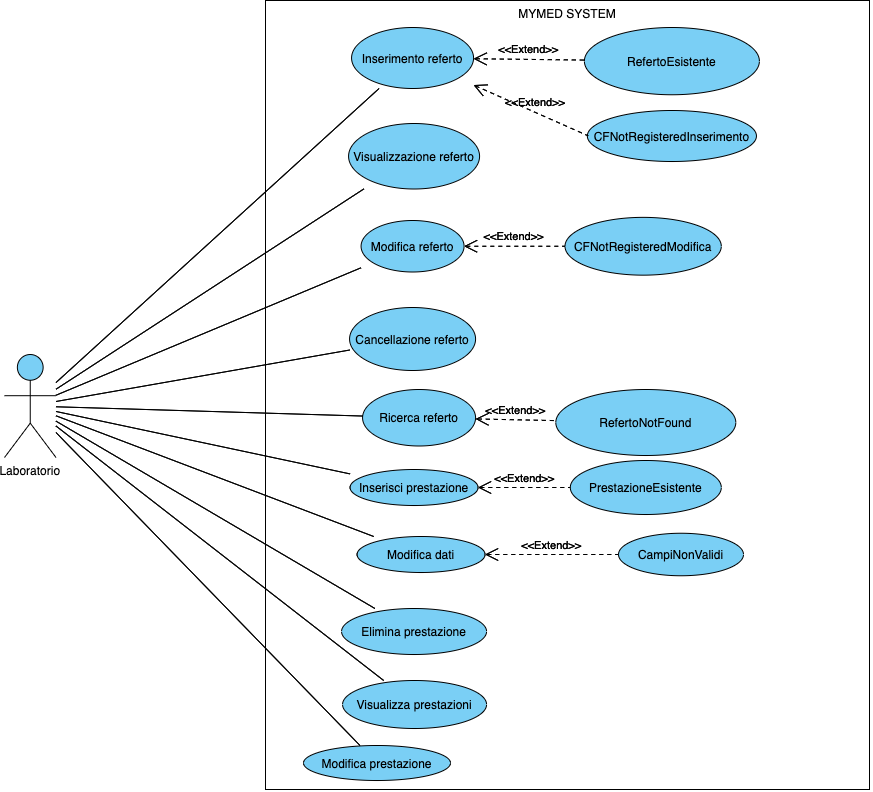 MYMED SYSTEM
Inserimento referto
<<Extend>>
RefertoEsistente
<<Extend>>
CFNotRegisteredInserimento
Visualizzazione referto
Modifica referto
<<Extend>>
CFNotRegisteredModifica
Cancellazione referto
Laboratorio
Ricerca referto
<<Extend>>
RefertoNotFound
Inserisci prestazione
<<Extend>>
PrestazioneEsistente
Modifica dati
<<Extend>>
CampiNonValidi
Elimina prestazione
Visualizza prestazioni
Modifica prestazione